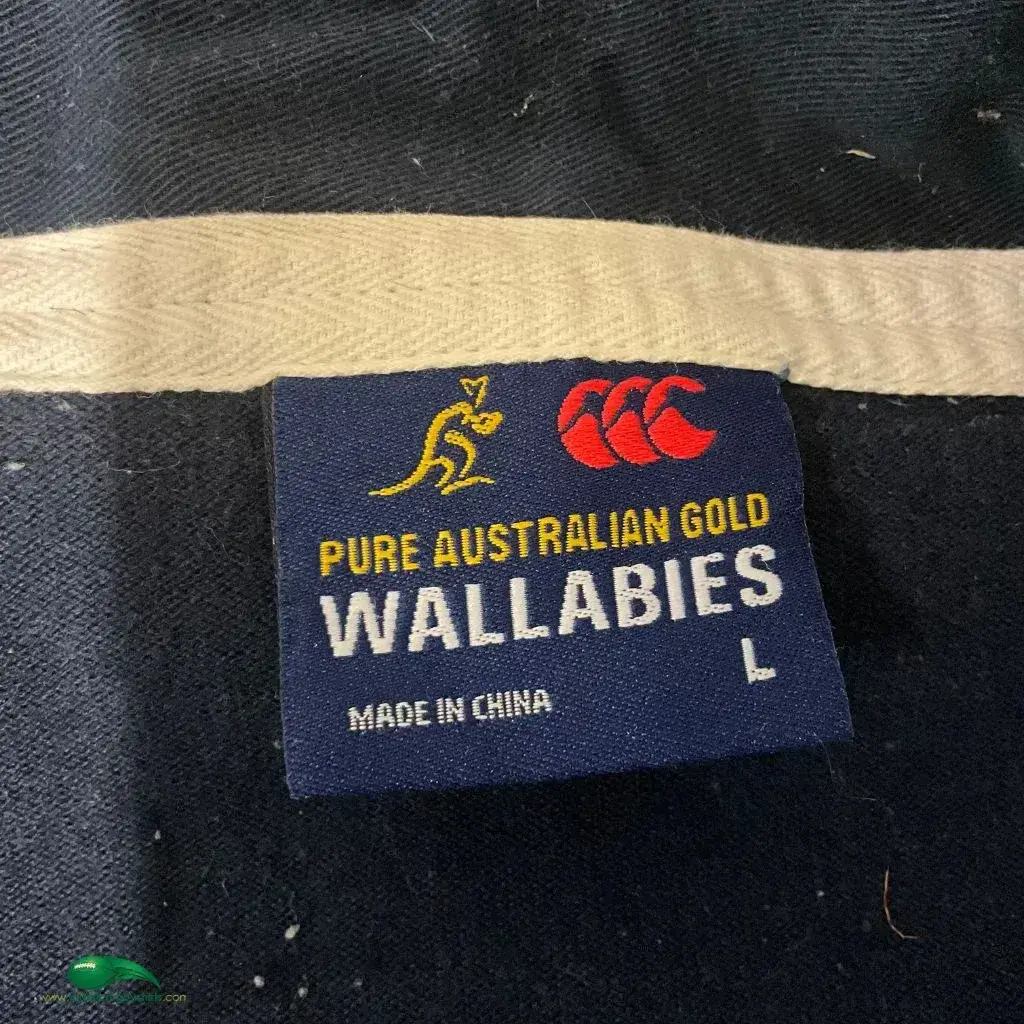 PURE AUSTRALIAN GOLD
WALLABIES
L
MADE IN CHINA